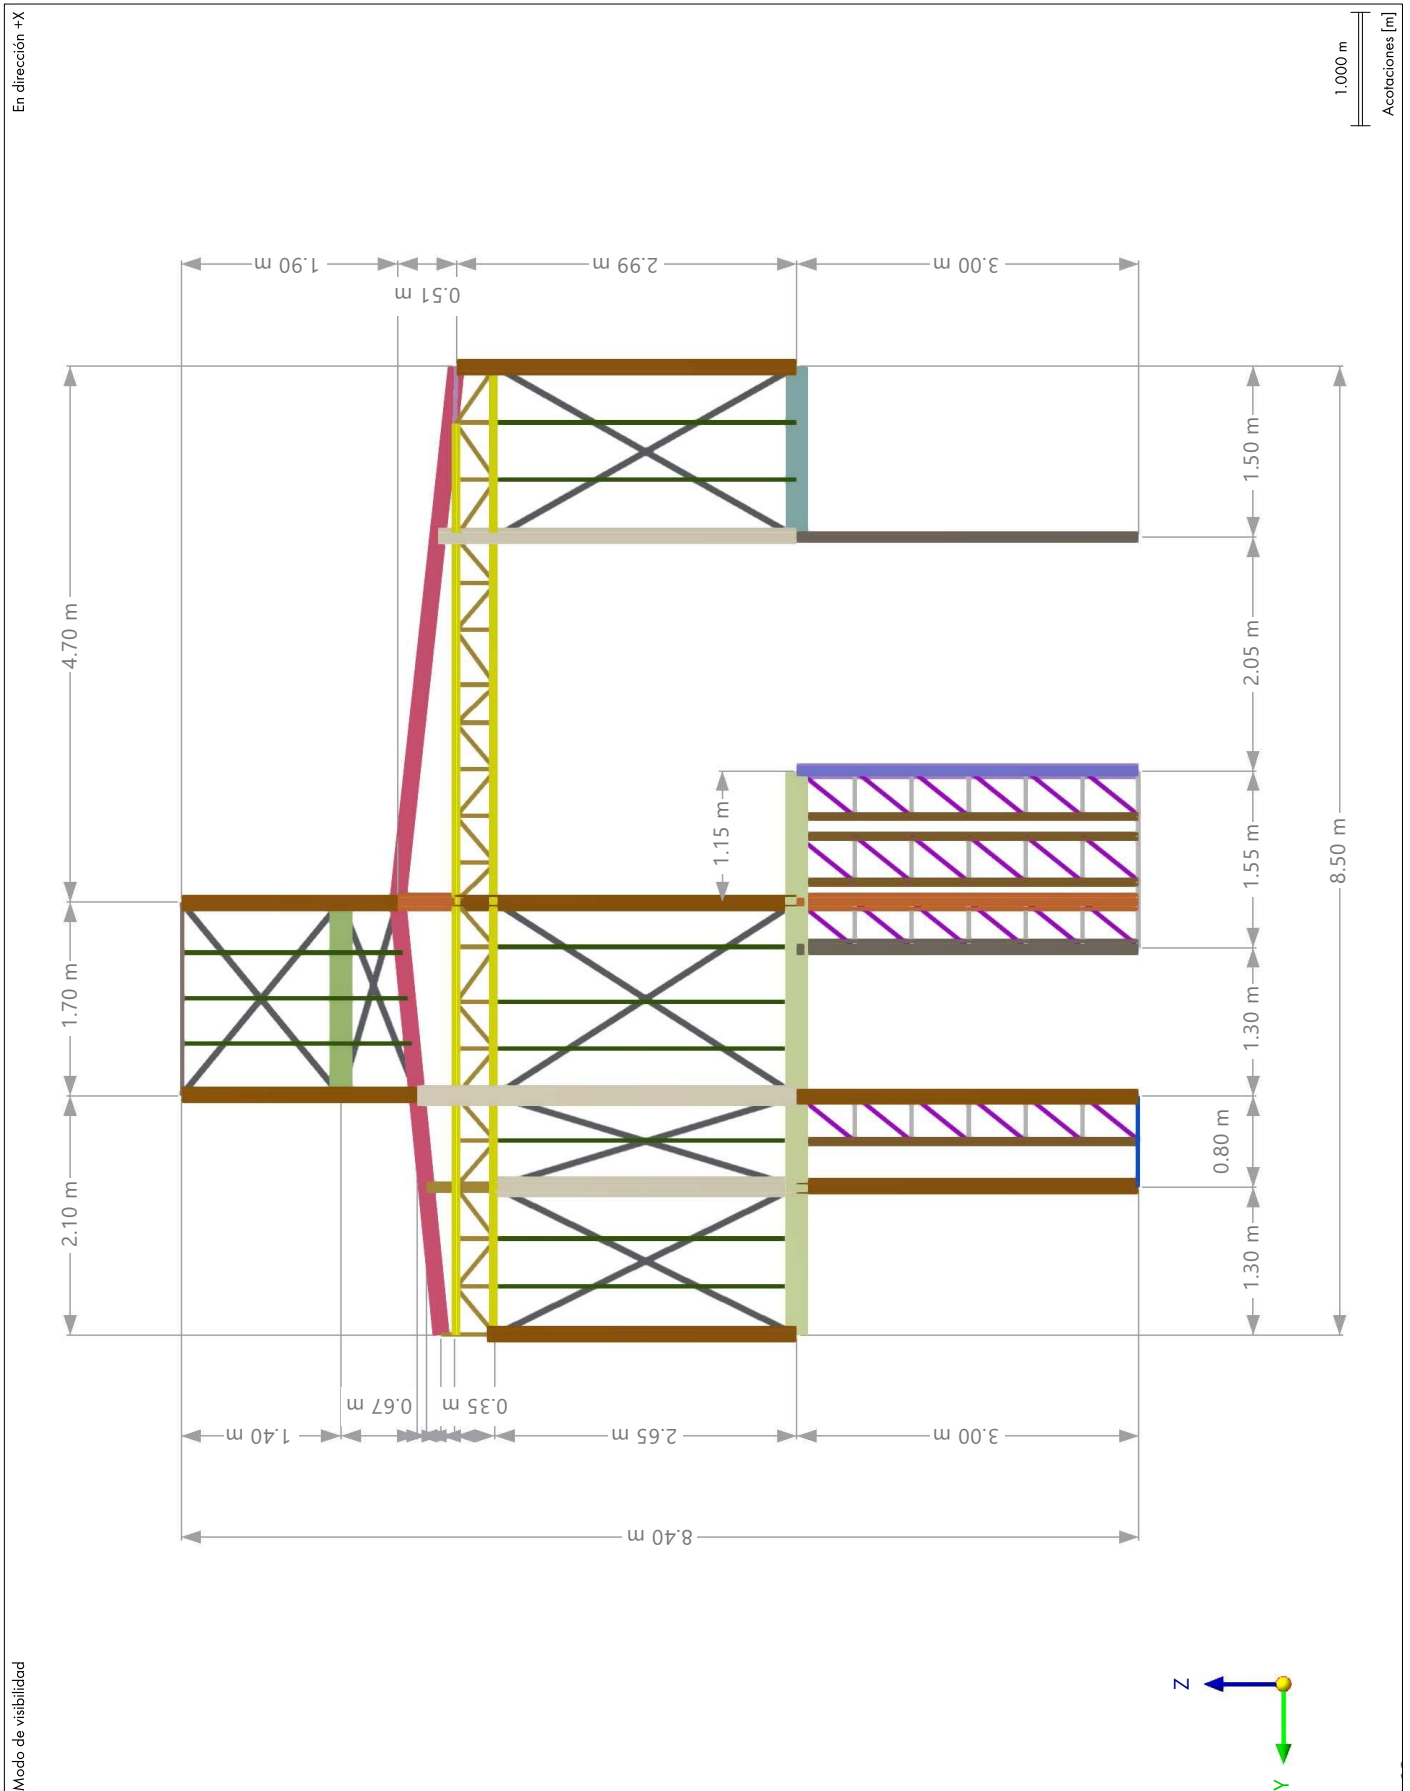 Modo de visibilidad
En dirección +X
4.70 m
1.70 m
2.10 m
1.90 m
0.51 m
2.99 m
3.00 m
1.15 m
1.50 m
2.05 m
1.55 m
1.30 m
0.80 m
1.30 m
8.50 m
1.40 m
0.67 m
0.35 m
2.65 m
3.00 m
8.40 m
Z
Y
1.000 m
Acotaciones [m]